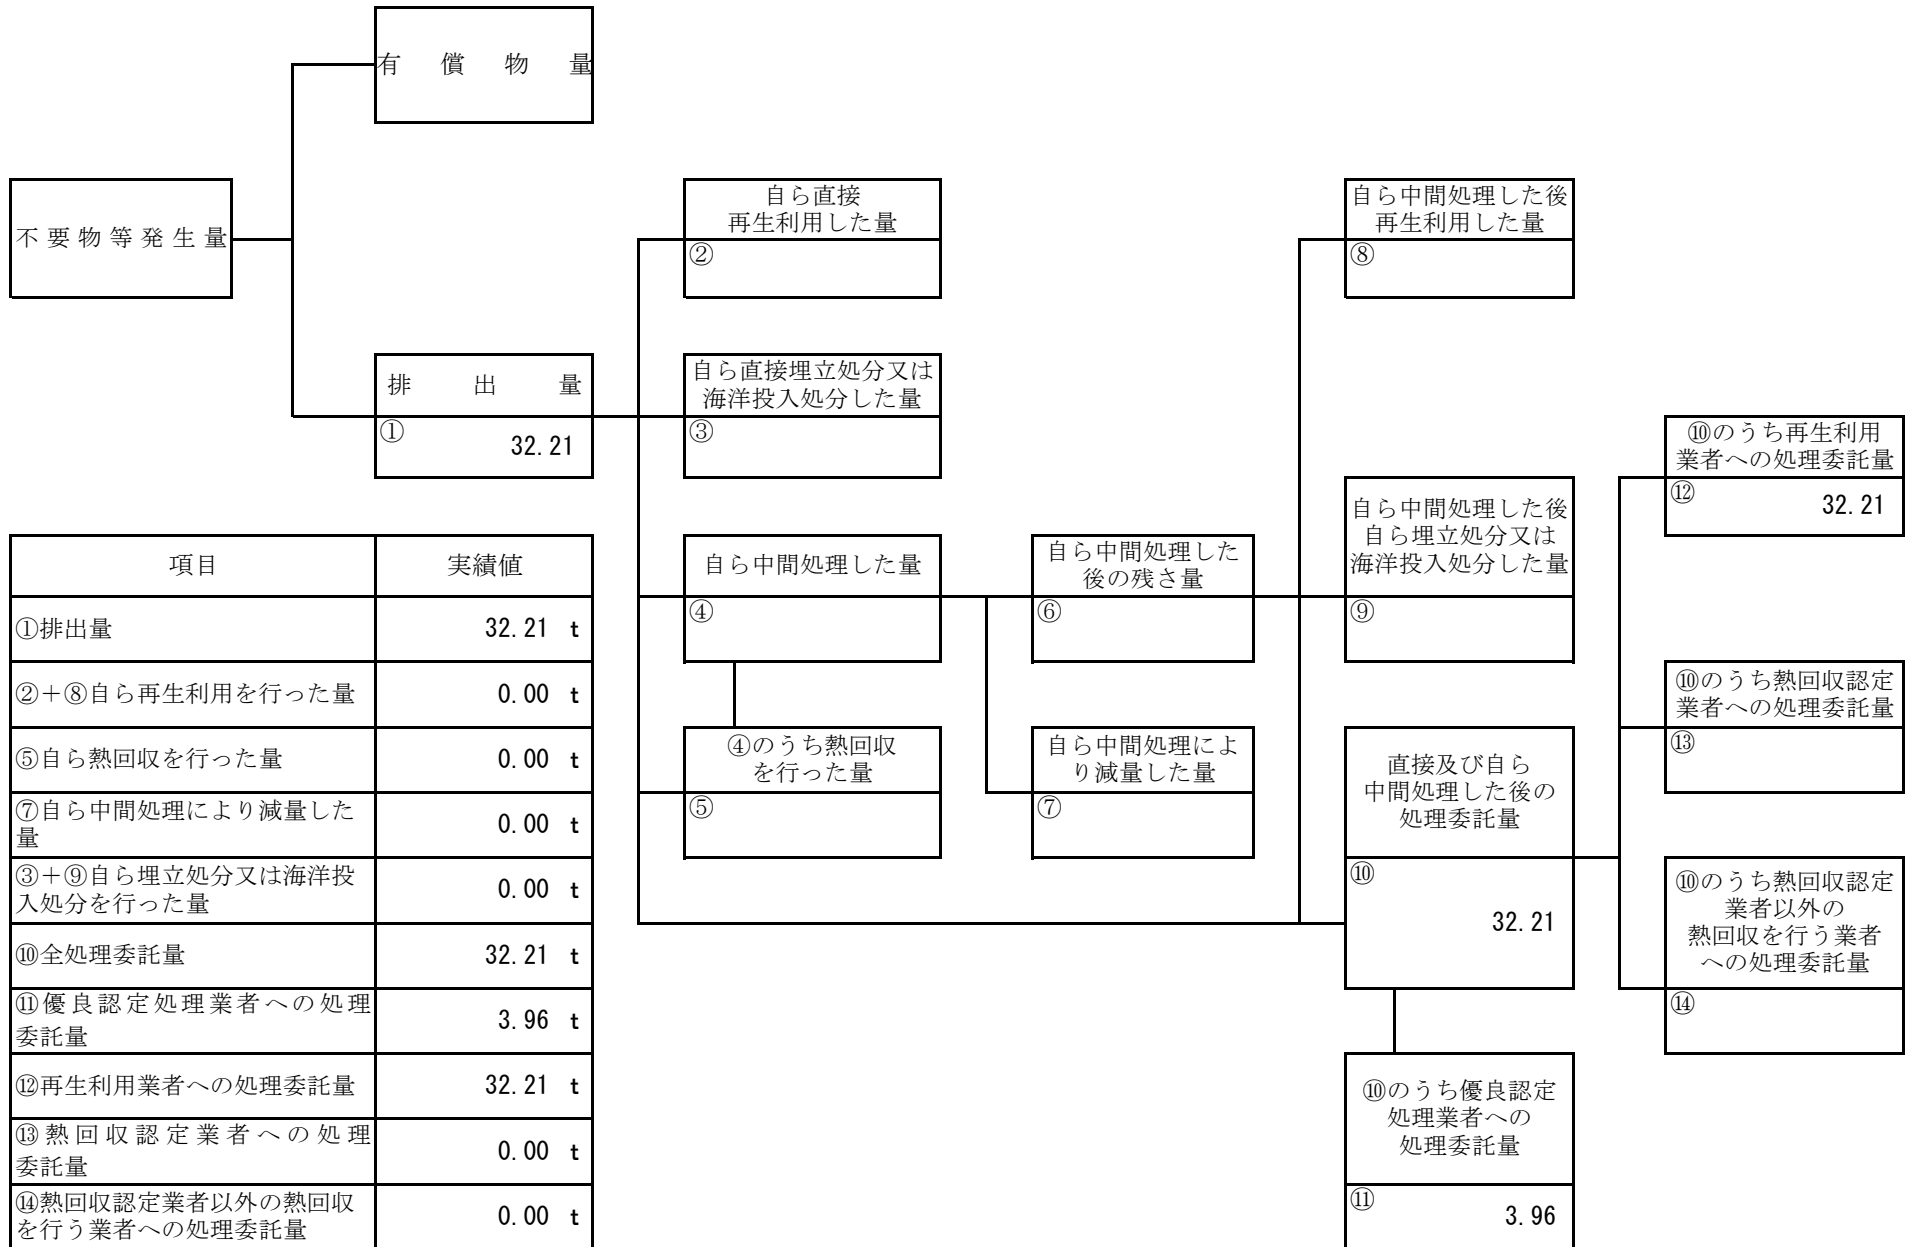 有償物量
不要物等発生量
自ら直接
再生利用した量
②
自ら中間処理した後
再生利用した量
⑧
排出量
①
32.21
自ら直接埋立処分又は
海洋投入処分した量
③
⑩のうち再生利用
業者への処理委託量
⑫
32.21
自ら中間処理した量
④
自ら中間処理した
後の残さ量
⑥
自ら中間処理した後
自ら埋立処分又は
海洋投入処分した量
⑨
④のうち熱回収
を行った量
⑤
自ら中間処理によ
り減量した量
⑦
直接及び自ら
中間処理した後の
処理委託量
⑩
32.21
⑩のうち熱回収認定
業者への処理委託量
⑬
⑩のうち熱回収認定
業者以外の
熱回収を行う業者
への処理委託量
⑭
⑩のうち優良認定
処理業者への
処理委託量
⑪
3.96
項目 実績値
①排出量 32.21 t
②+⑧自ら再生利用を行った量 0.00 t
⑤自ら熱回収を行った量 0.00 t
⑦自ら中間処理により減量した
量 0.00 t
③+⑨自ら埋立処分又は海洋投
入処分を行った量 0.00 t
⑩全処理委託量 32.21 t
⑪優良認定処理業者への処理
委託量 3.96 t
⑫再生利用業者への処理委託量 32.21 t
⑬熱回収認定業者への処理
委託量 0.00 t
⑭熱回収認定業者以外の熱回収
を行う業者への処理委託量 0.00 t